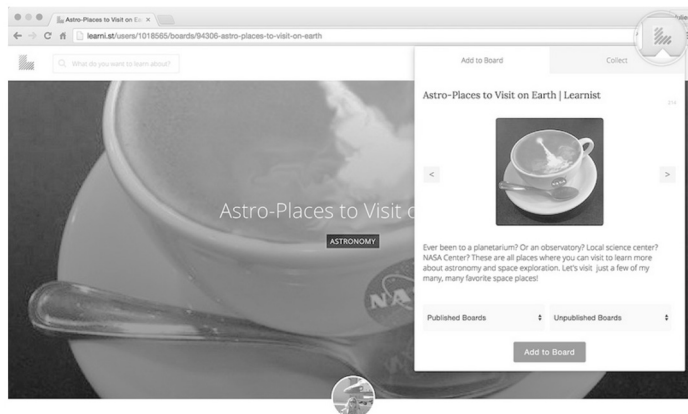 Astro-Places to Visit on Ea
learni.st/users/1018565/boards/94306-astro-places-to-visit-on-earth
What do you want to learn about?
Add to Board
Collect
Astro-Places to Visit on Earth | Learnist
<
>
Astro-Places to Visit o
ASTRONOMY
NASA
NA
Ever been to a planetarium? Or an observatory? Local science center?
NASA Center? These are all places where you can visit to learn more
about astronomy and space exploration. Let's visit just a few of my
many, many favorite space places!
Published Boards
Unpublished Boards
Add to Board